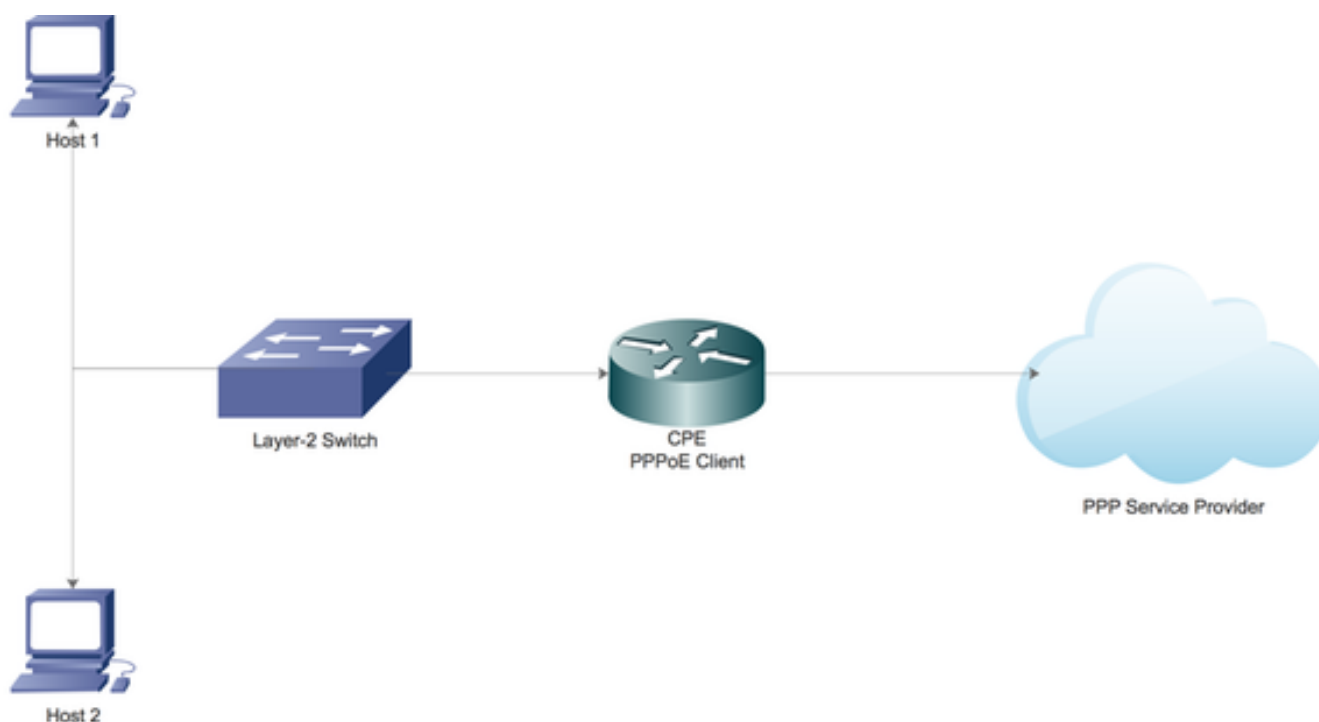 Host 1
Layer-2 Switch
CPE
PPPoE Client
PPP Service Provider
Host 2